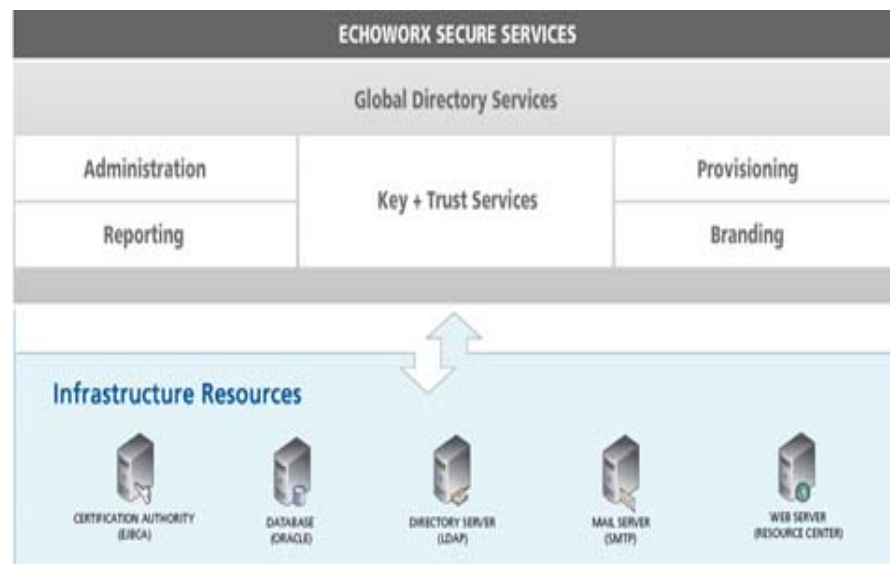 ECHOWORX SECURE SERVICES
Global Directory Services
Administration
Key + Trust Services
Provisioning
Reporting
Branding
Infrastructure Resources
CERTIFICATION AUTHORITY
(EJBCA)
DATABASE
(ORACLE)
DIRECTORY SERVER
(LDAP)
MAIL SERVER
(SMTP)
WEB SERVER
(RESOURCE CENTER)